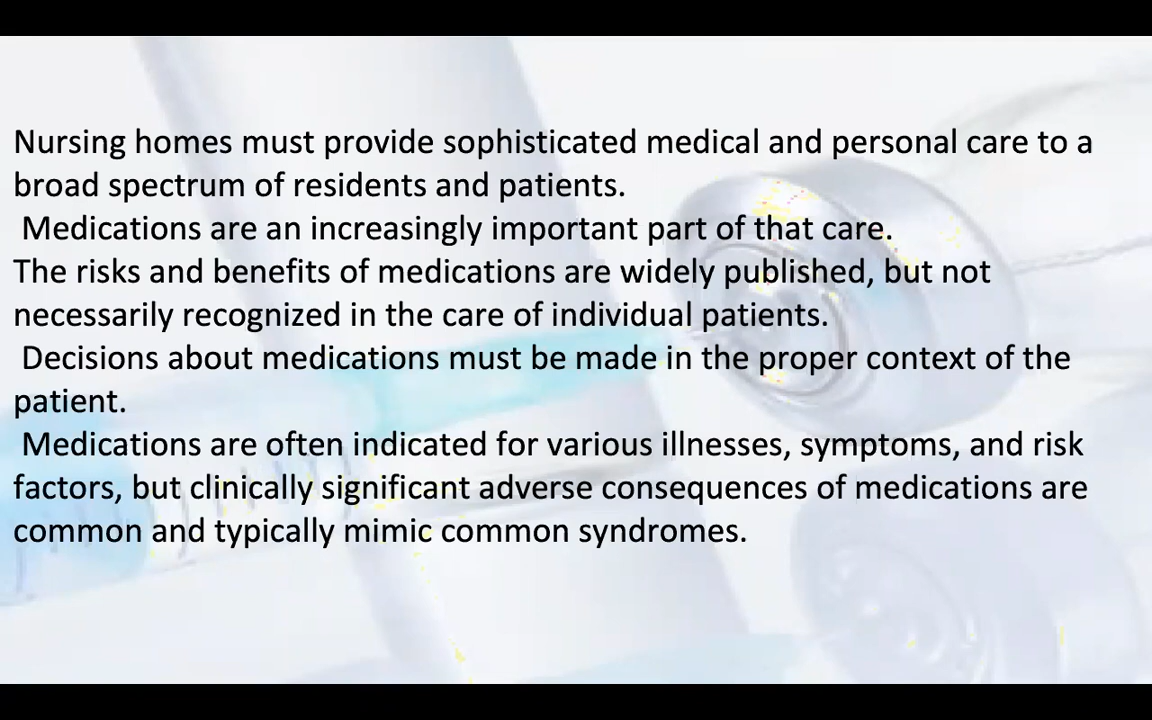 Nursing homes must provide sophisticated medical and personal care to a
broad spectrum of residents and patients.
Medications are an increasingly important part of that care.
The risks and benefits of medications are widely published, but not
necessarily recognized in the care of individual patients.
Decisions about medications must be made in the proper context of the
patient.
Medications are often indicated for various illnesses, symptoms, and risk
factors, but clinically significant adverse consequences of medications are
common and typically mimic common syndromes.